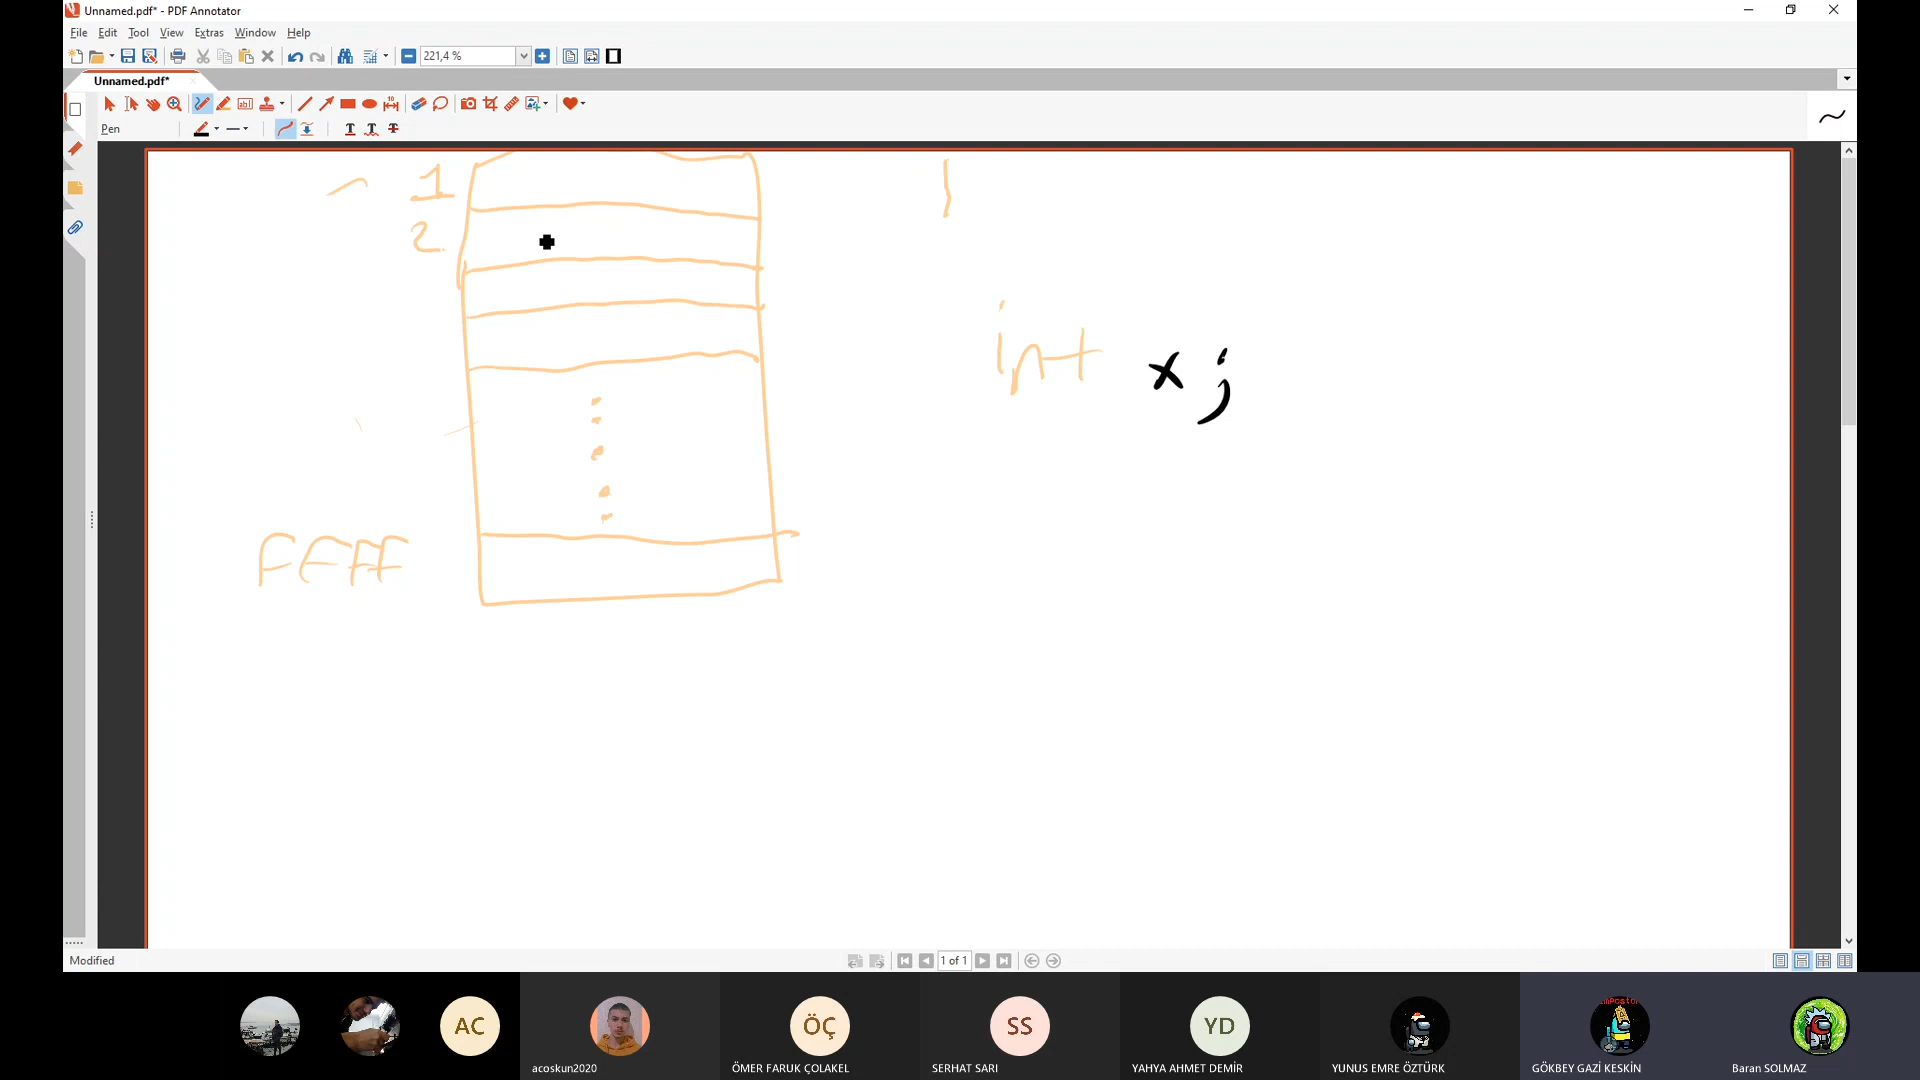 Unnamed.pdf* - PDF Annotator
File Edit Tool View Extras Window Help
221,4 %
Unnamed.pdf*
Pen
1
2
int x;
FFFF
Modified
1 of 1
AC
ÖÇ
SS
YD
acoskun2020
ÖMER FARUK ÇOLAKEL
SERHAT SARI
YAHYA AHMET DEMİR
YUNUS EMRE ÖZTÜRK
GÖKBEY GAZİ KESKİN
Baran SOLMAZ